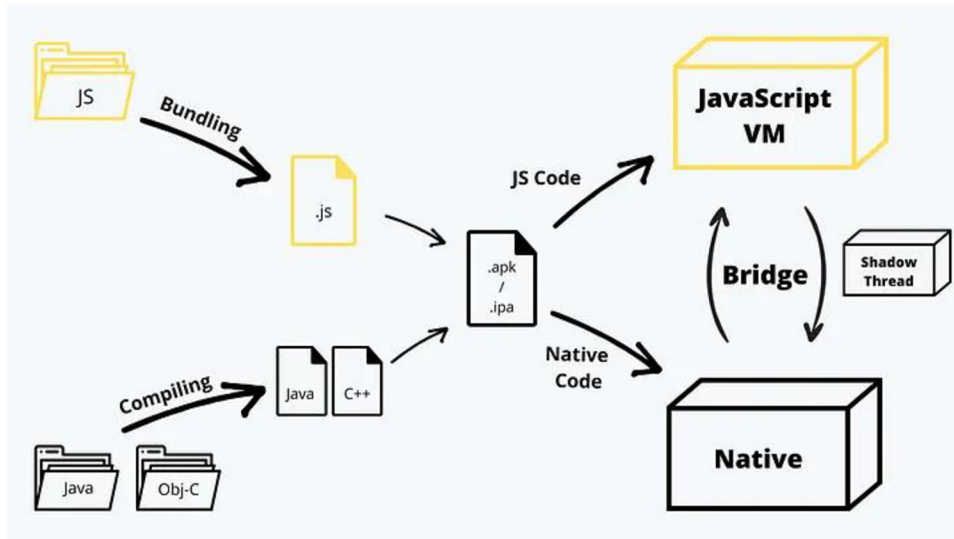 JS
Bundling
.js
JS Code
JavaScript
VM
.apk
/
.ipa
Bridge
Shadow
Thread
Native
Code
Compiling
Java
C++
Java
Obj-C
Native